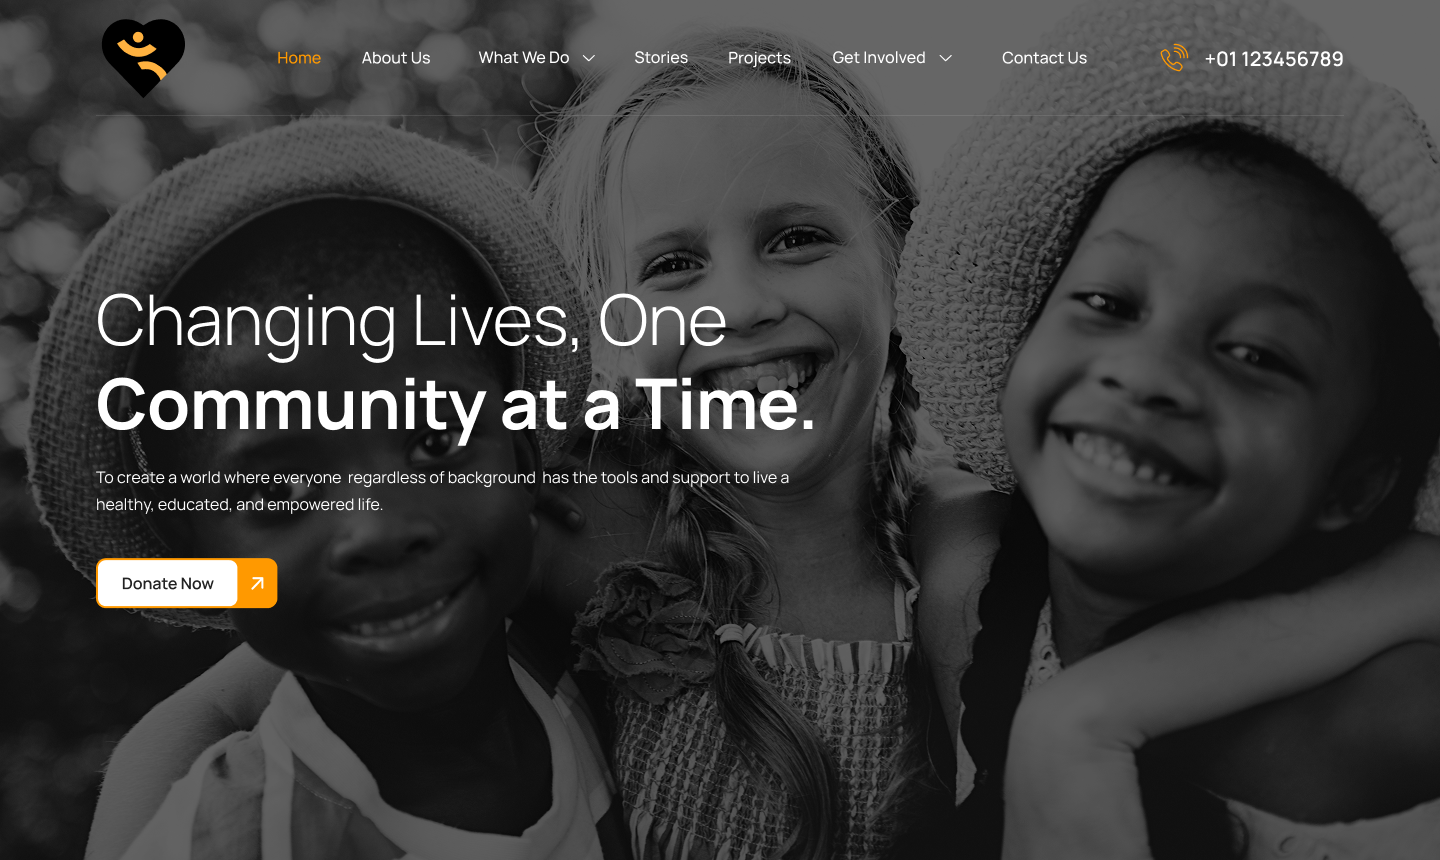 Home About Us What We Do Stories Projects Get Involved Contact Us +01 123456789
Changing Lives, One
Community at a Time.
To create a world where everyone  regardless of background  has the tools and support to live a
healthy, educated, and empowered life.
Donate Now